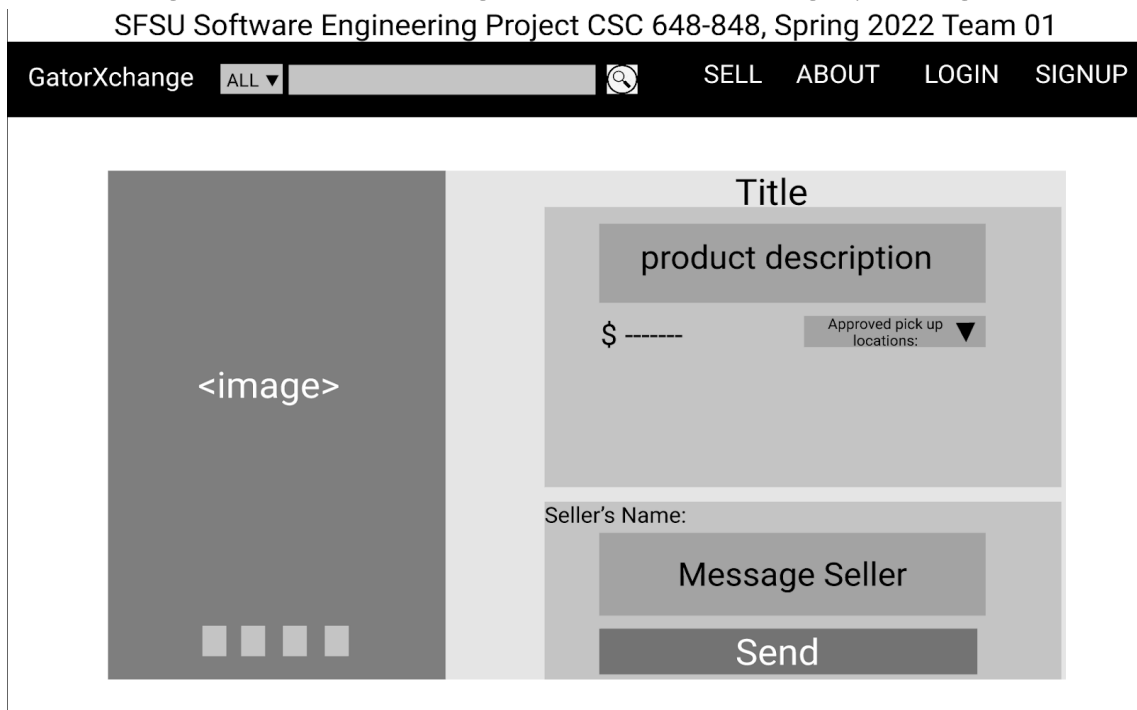 SFSU Software Engineering Project CSC 648-848, Spring 2022 Team 01
GatorXchange ALL ▼ SELL ABOUT LOGIN SIGNUP
Title
product description
$ -------
Approved pick up
locations:
<image>
Seller’s Name:
Message Seller
Send